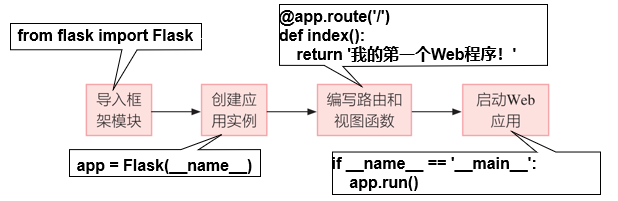 from flask import Flask
@app.route('/')
def index():
    return '我的第一个Web程序！'
导入框
架模块
创建应
用实例
编写路由和
视图函数
启动Web
应用
app = Flask(__name__)
if __name__ == '__main__':
    app.run()